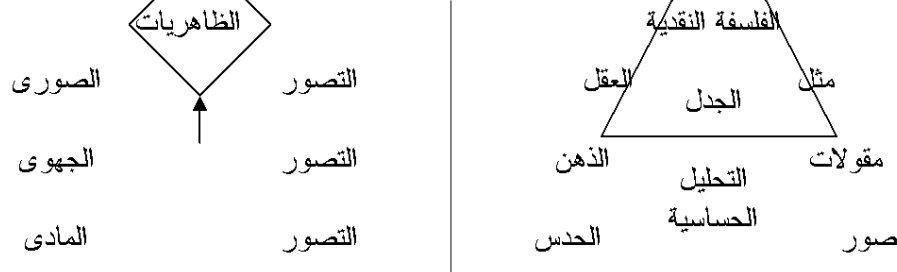 الفلسفة النقدية
مثل العقل
الجدل
مقولات الذهن
التحليل
الحساسية
صور الحدس
الظاهريات
التصور الصورى
التصور الجهوى
التصور المادى